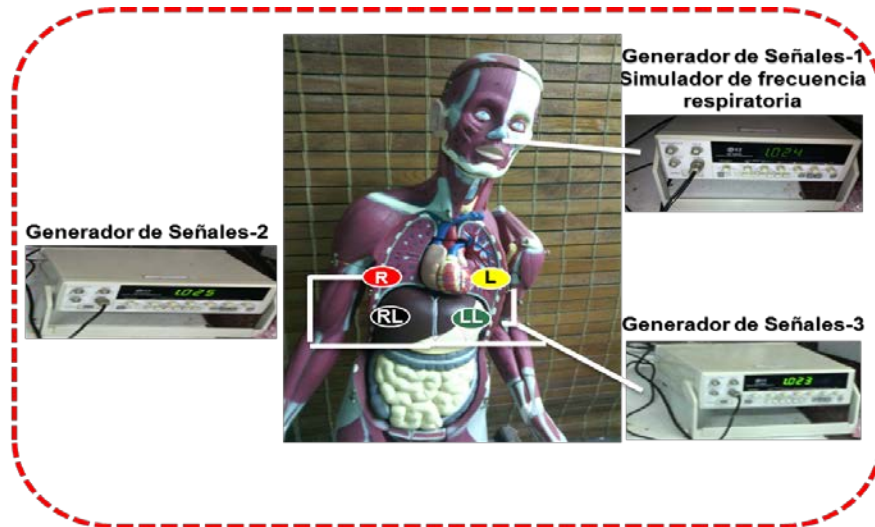 Generador de Señales-1
Simulador de frecuencia
respiratoria
1.024
Generador de Señales-2
1.025
R
L
RL
LL
Generador de Señales-3
1.023